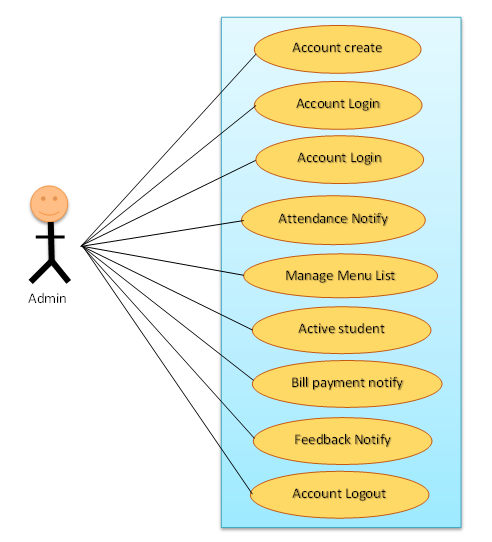 Account create
Account Login
Account Login
Attendance Notify
Manage Menu List
Admin
Active student
Bill payment notify
Feedback Notify
Account Logout